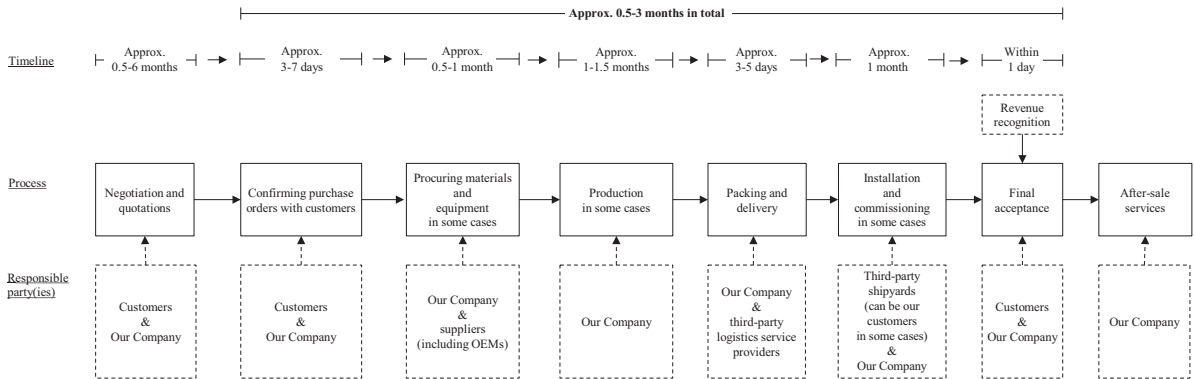 Approx. 0.5-3 months in total
Timeline
Approx.
0.5-6 months
Approx.
3-7 days
Approx.
0.5-1 month
Approx.
1-1.5 months
Approx.
3-5 days
Approx.
1 month
Within
1 day
Revenue
recognition
Process
Negotiation and
quotations
Confirming purchase
orders with customers
Procuring materials
and
equipment
in some cases
Production
in some cases
Packing and
delivery
Installation
and
commissioning
in some cases
Final
acceptance
After-sale
services
Responsible
party(ies)
Customers
&
Our Company
Customers
&
Our Company
Our Company
&
suppliers
(including OEMs)
Our Company
Our Company
&
third-party
logistics service
providers
Third-party
shipyards
(can be our
customers
in some cases)
&
Our Company
Customers
&
Our Company
Our Company